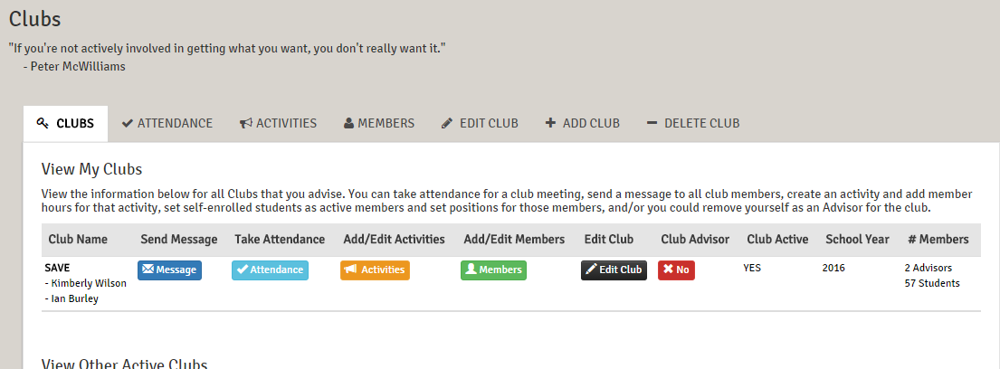 Clubs
"If you're not actively involved in getting what you want, you don't really want it."
- Peter McWilliams
CLUBS ATTENDANCE ACTIVITIES MEMBERS EDIT CLUB ADD CLUB DELETE CLUB
View My Clubs
View the information below for all Clubs that you advise. You can take attendance for a club meeting, send a message to all club members, create an activity and add member
hours for that activity, set self-enrolled students as active members and set positions for those members, and/or you could remove yourself as an Advisor for the club.
Club Name Send Message Take Attendance Add/Edit Activities Add/Edit Members Edit Club Club Advisor Club Active School Year # Members
SAVE Message Attendance Activities Members Edit Club No YES 2016 2 Advisors
- Kimberly Wilson 57 Students
- Ian Burley
View Other Active Clubs